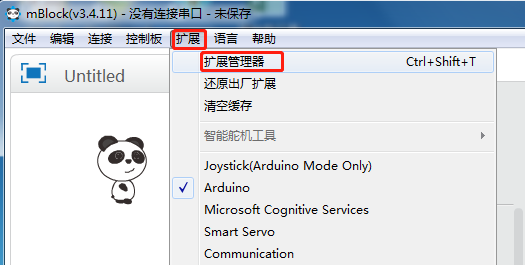 mBlock(v3.4.11) - 没有连接串口 - 未保存
文件 编辑 连接 控制板 扩展 语言 帮助
Untitled
扩展管理器 Ctrl+Shift+T
还原出厂扩展
清空缓存
智能舵机工具
Joystick(Arduino Mode Only)
Arduino
Microsoft Cognitive Services
Smart Servo
Communication